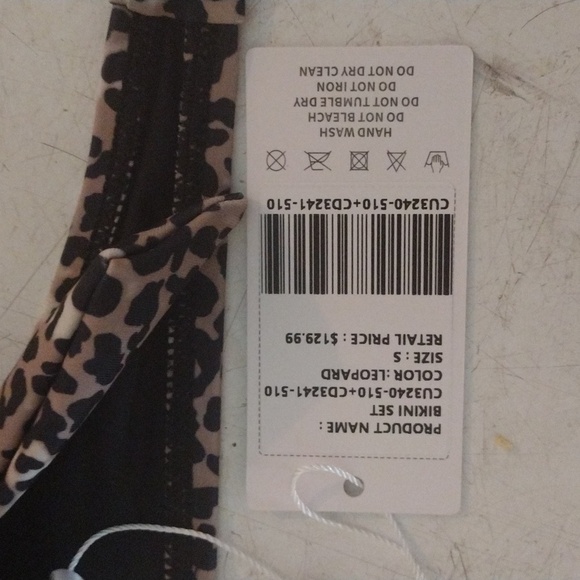 PRODUCT NAME :
BIKINI SET
CU3240-510+CD3241-510
COLOR: LEOPARD
SIZE : S
RETAIL PRICE : $129.99
CU3240-510+CD3241-510
HAND WASH
DO NOT BLEACH
DO NOT TUMBLE DRY
DO NOT IRON
DO NOT DRY CLEAN